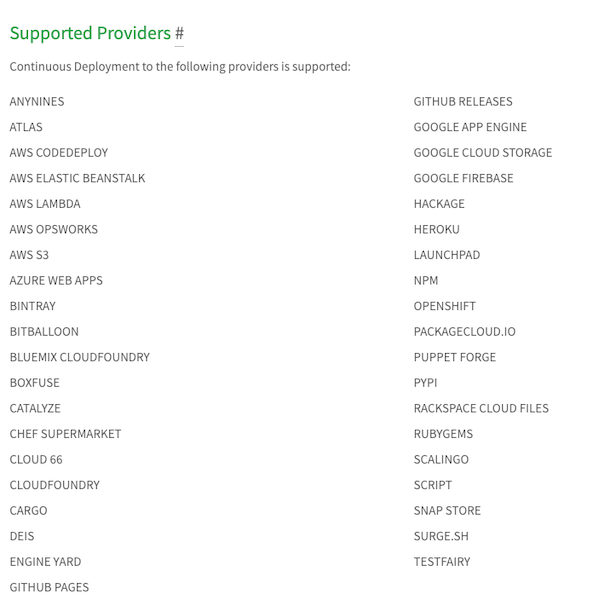 Supported Providers #
Continuous Deployment to the following providers is supported:
ANYNINES
ATLAS
AWS CODEDEPLOY
AWS ELASTIC BEANSTALK
AWS LAMBDA
AWS OPSWORKS
AWS S3
AZURE WEB APPS
BINTRAY
BITBALLOON
BLUEMIX CLOUDFOUNDRY
BOXFUSE
CATALYZE
CHEF SUPERMARKET
CLOUD 66
CLOUDFOUNDRY
CARGO
DEIS
ENGINE YARD
GITHUB PAGES
GITHUB RELEASES
GOOGLE APP ENGINE
GOOGLE CLOUD STORAGE
GOOGLE FIREBASE
HACKAGE
HEROKU
LAUNCHPAD
NPM
OPENSHIFT
PACKAGECLOUD.IO
PUPPET FORGE
PYPI
RACKSPACE CLOUD FILES
RUBYGEMS
SCALINGO
SCRIPT
SNAP STORE
SURGE.SH
TESTFAIRY